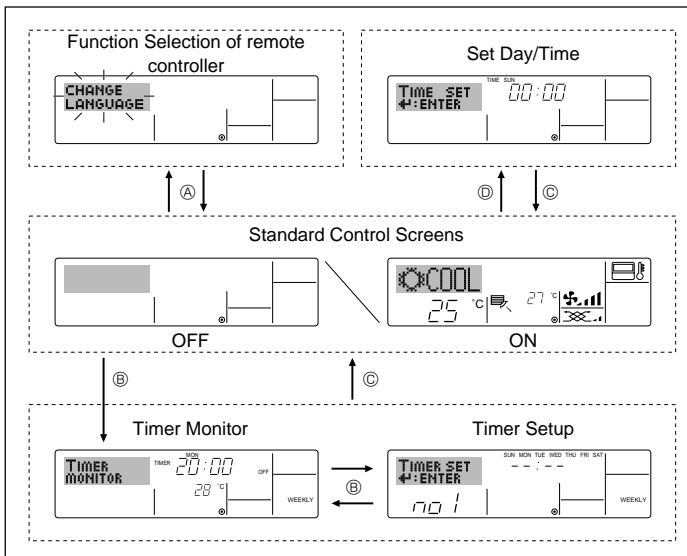 Function Selection of remote
controller
CHANGE
LANGUAGE
Set Day/Time
TIME SUN
TIME SET 00:00
↵:ENTER
Ⓐ
Ⓓ Ⓒ
Standard Control Screens
COOL
25 °C 27 °C
OFF
ON
Ⓑ
Ⓒ
Timer Monitor
MON
TIMER TIMER 20:00 OFF
MONITOR
28 °C
WEEKLY
Ⓑ
Timer Setup
SUN MON TUE WED THU FRI SAT
TIMER SET --:--
↵:ENTER
no 1
WEEKLY